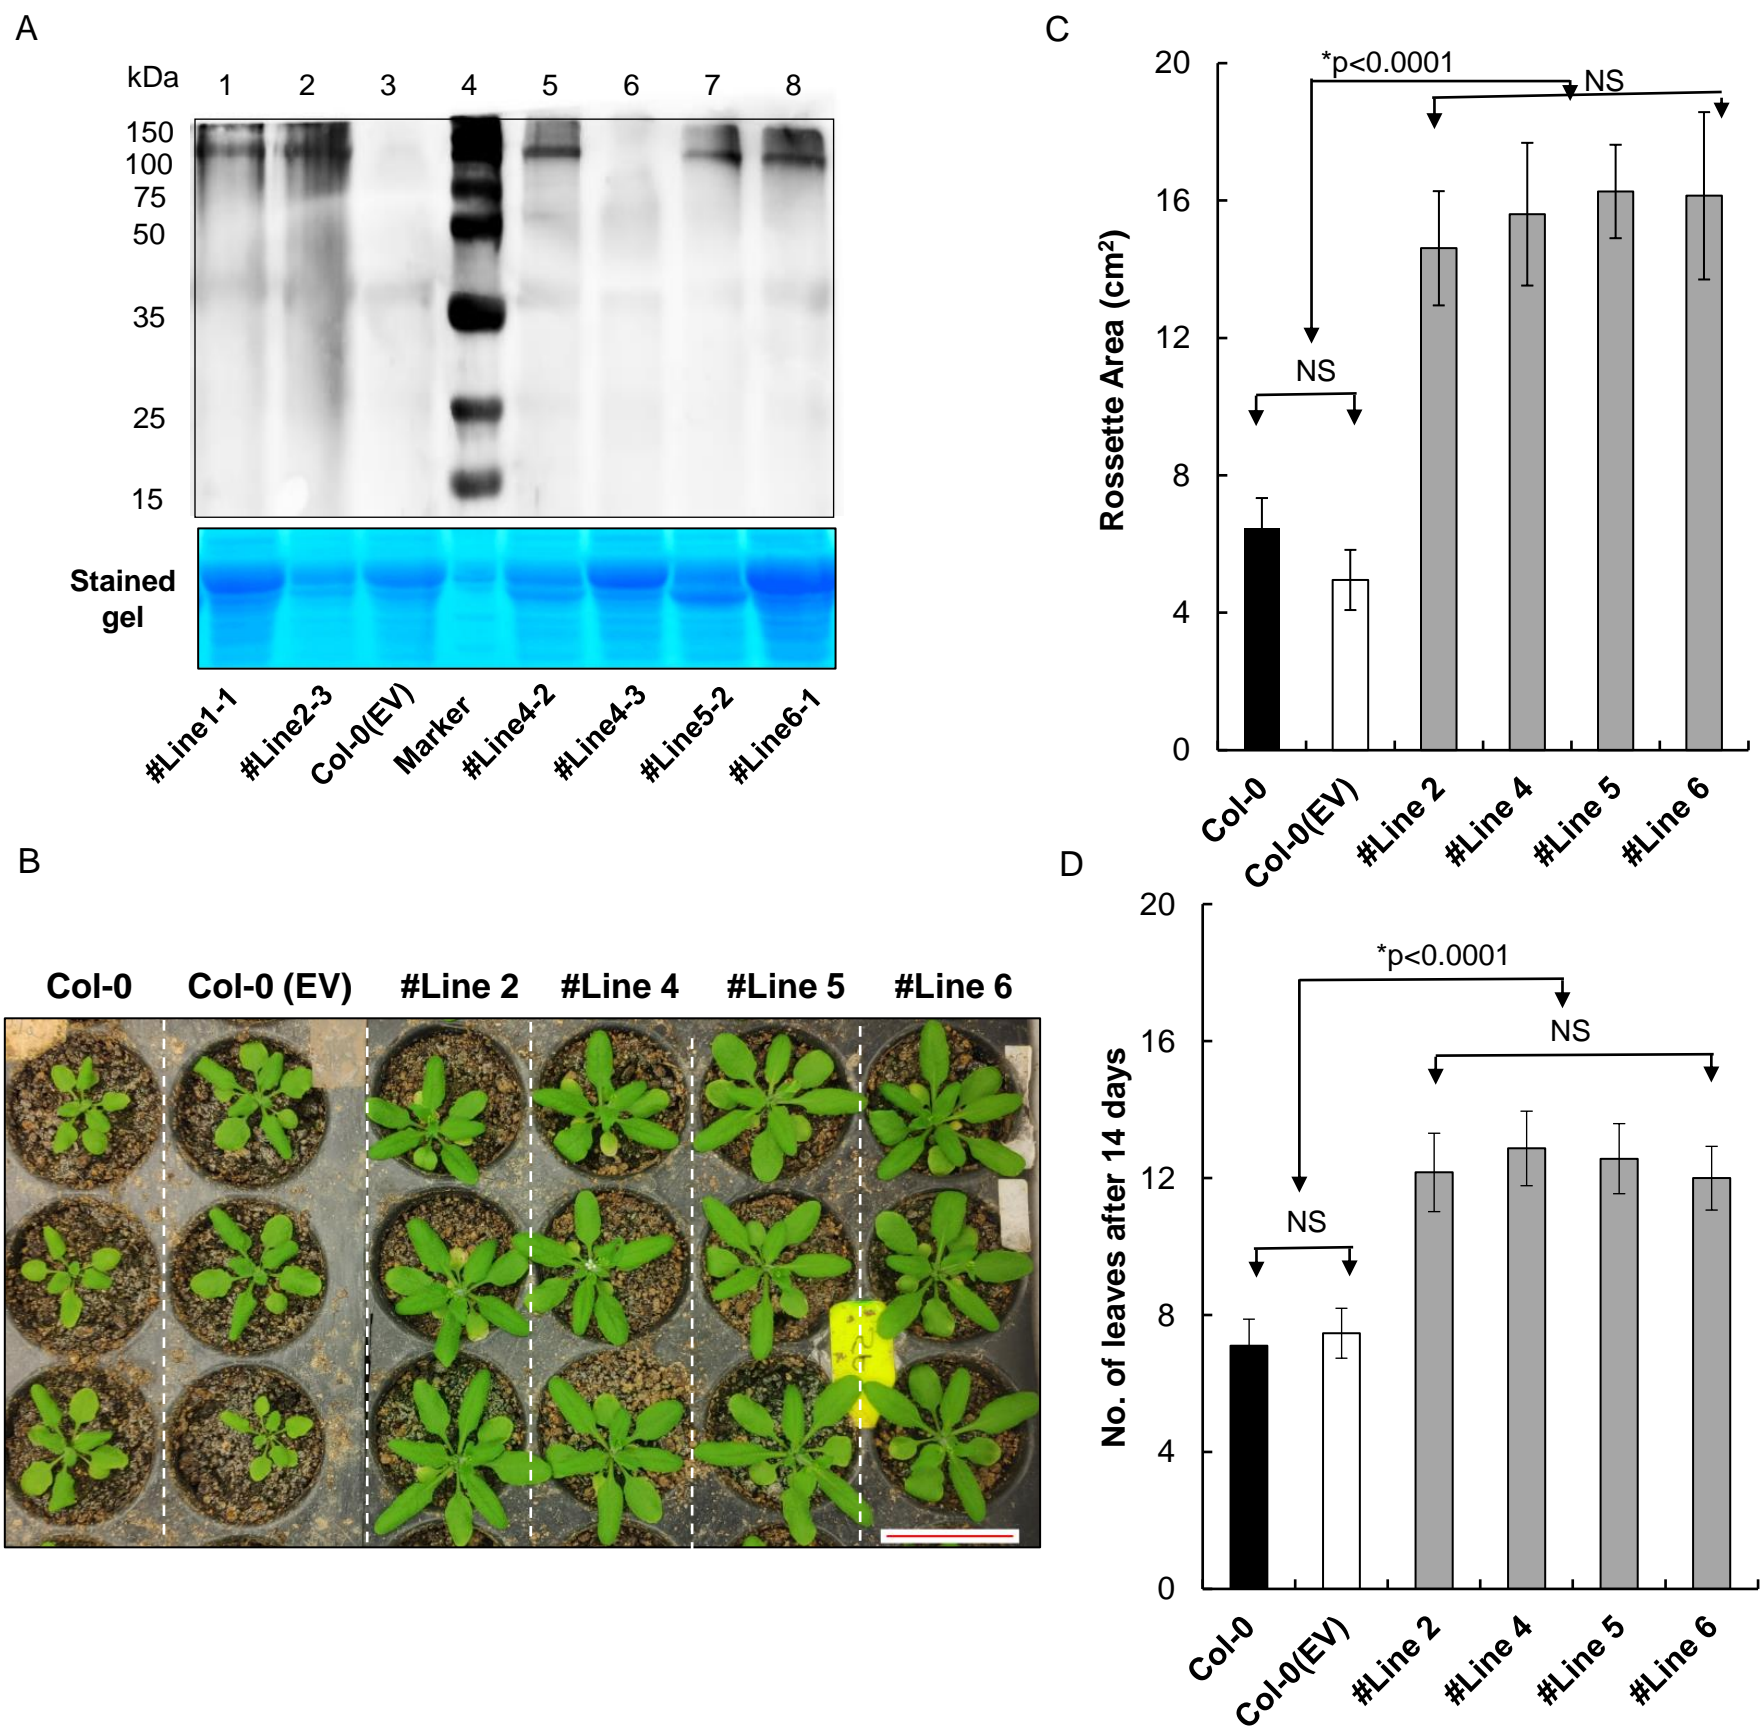 A
kDa
1 2 3 4 5 6 7 8
150
100
75
50
35
25
15
Stained
gel
#Line1-1
#Line2-3
Col-0(EV)
Marker
#Line4-2
#Line4-3
#Line5-2
#Line6-1
B
Col-0 Col-0 (EV) #Line 2 #Line 4 #Line 5 #Line 6
C
Rossette Area (cm²)
20
16
12
8
4
0
*p<0.0001
NS
NS
Col-0
Col-0(EV)
#Line 2
#Line 4
#Line 5
#Line 6
D
No. of leaves after 14 days
20
16
12
8
4
0
*p<0.0001
NS
NS
Col-0
Col-0(EV)
#Line 2
#Line 4
#Line 5
#Line 6